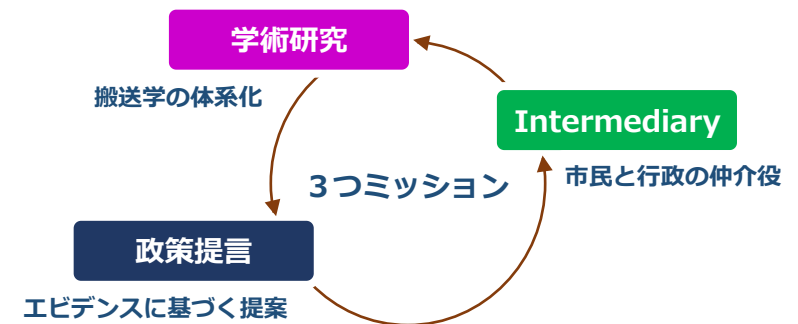 学術研究
搬送学の体系化
Intermediary
市民と行政の仲介役
３つミッション
政策提言
エビデンスに基づく提案